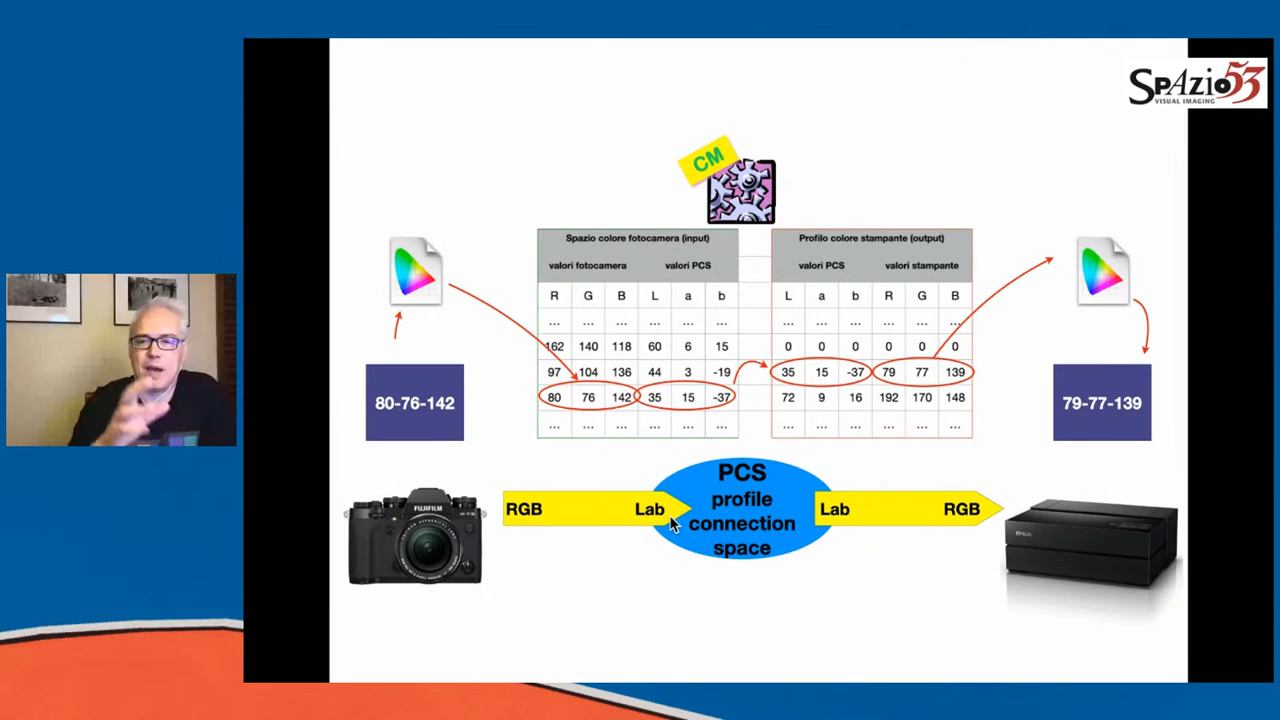 SPAZIO53
VISUAL IMAGING
CM
Spazio colore fotocamera (input)
valori fotocamera valori PCS
R G B L a b
... ... ... ... ... ...
162 140 118 60 6 15
97 104 136 44 3 -19
80 76 142 35 15 -37
... ... ... ... ... ...
Profilo colore stampante (output)
valori PCS valori stampante
L a b R G B
... ... ... ... ... ...
0 0 0 0 0 0
35 15 -37 79 77 139
72 9 16 192 170 148
... ... ... ... ... ...
80-76-142
79-77-139
PCS
profile
connection
space
RGB Lab
Lab RGB
FUJIFILM
X-T3
EPSON